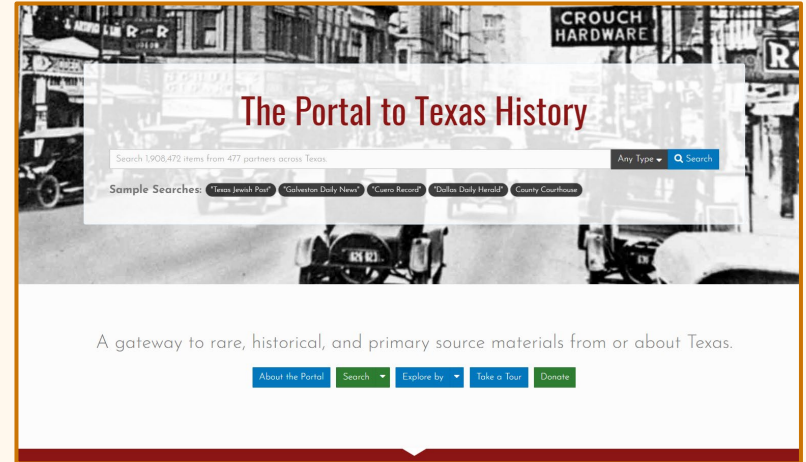 CROUCH
HARDWARE
The Portal to Texas History
Search 1,908,472 items from 477 partners across Texas.
Any Type
Search
Sample Searches: "Texas Jewish Post" "Galveston Daily News" "Cuero Record" "Dallas Daily Herald" County Courthouse
A gateway to rare, historical, and primary source materials from or about Texas.
About the Portal Search Explore by Take a Tour Donate